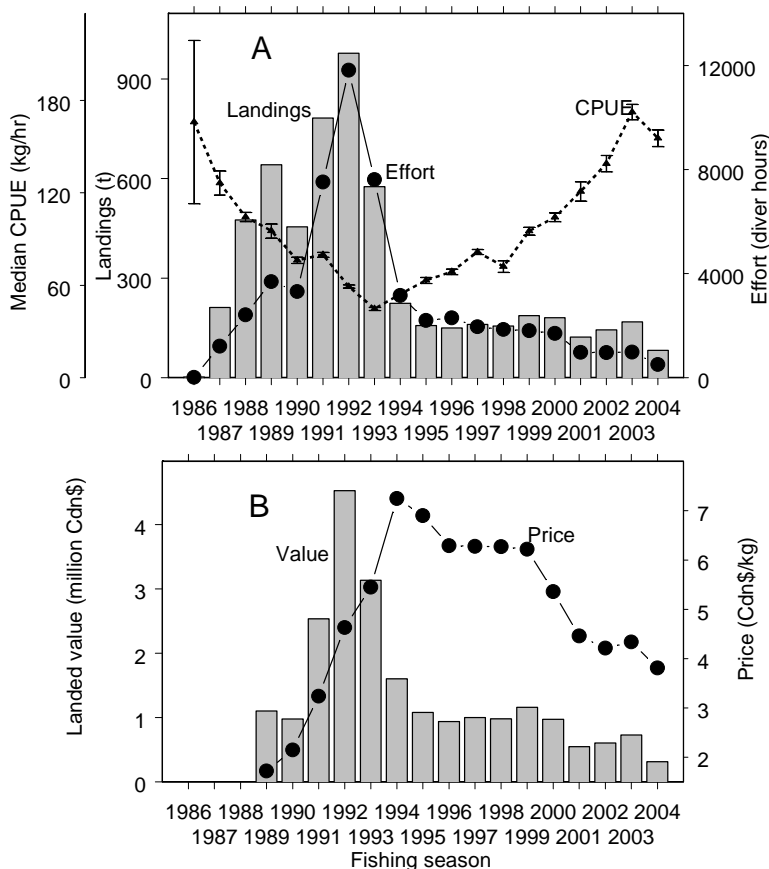 A
Landings
CPUE
Effort
Median CPUE (kg/hr)
0
60
120
180
Landings (t)
0
300
600
900
Effort (diver hours)
0
4000
8000
12000
1986 1988 1990 1992 1994 1996 1998 2000 2002 2004
1987 1989 1991 1993 1995 1997 1999 2001 2003
B
Value
Price
Landed value (million Cdn$)
0
1
2
3
4
Price (Cdn$/kg)
2
3
4
5
6
7
1986 1988 1990 1992 1994 1996 1998 2000 2002 2004
1987 1989 1991 1993 1995 1997 1999 2001 2003
Fishing season